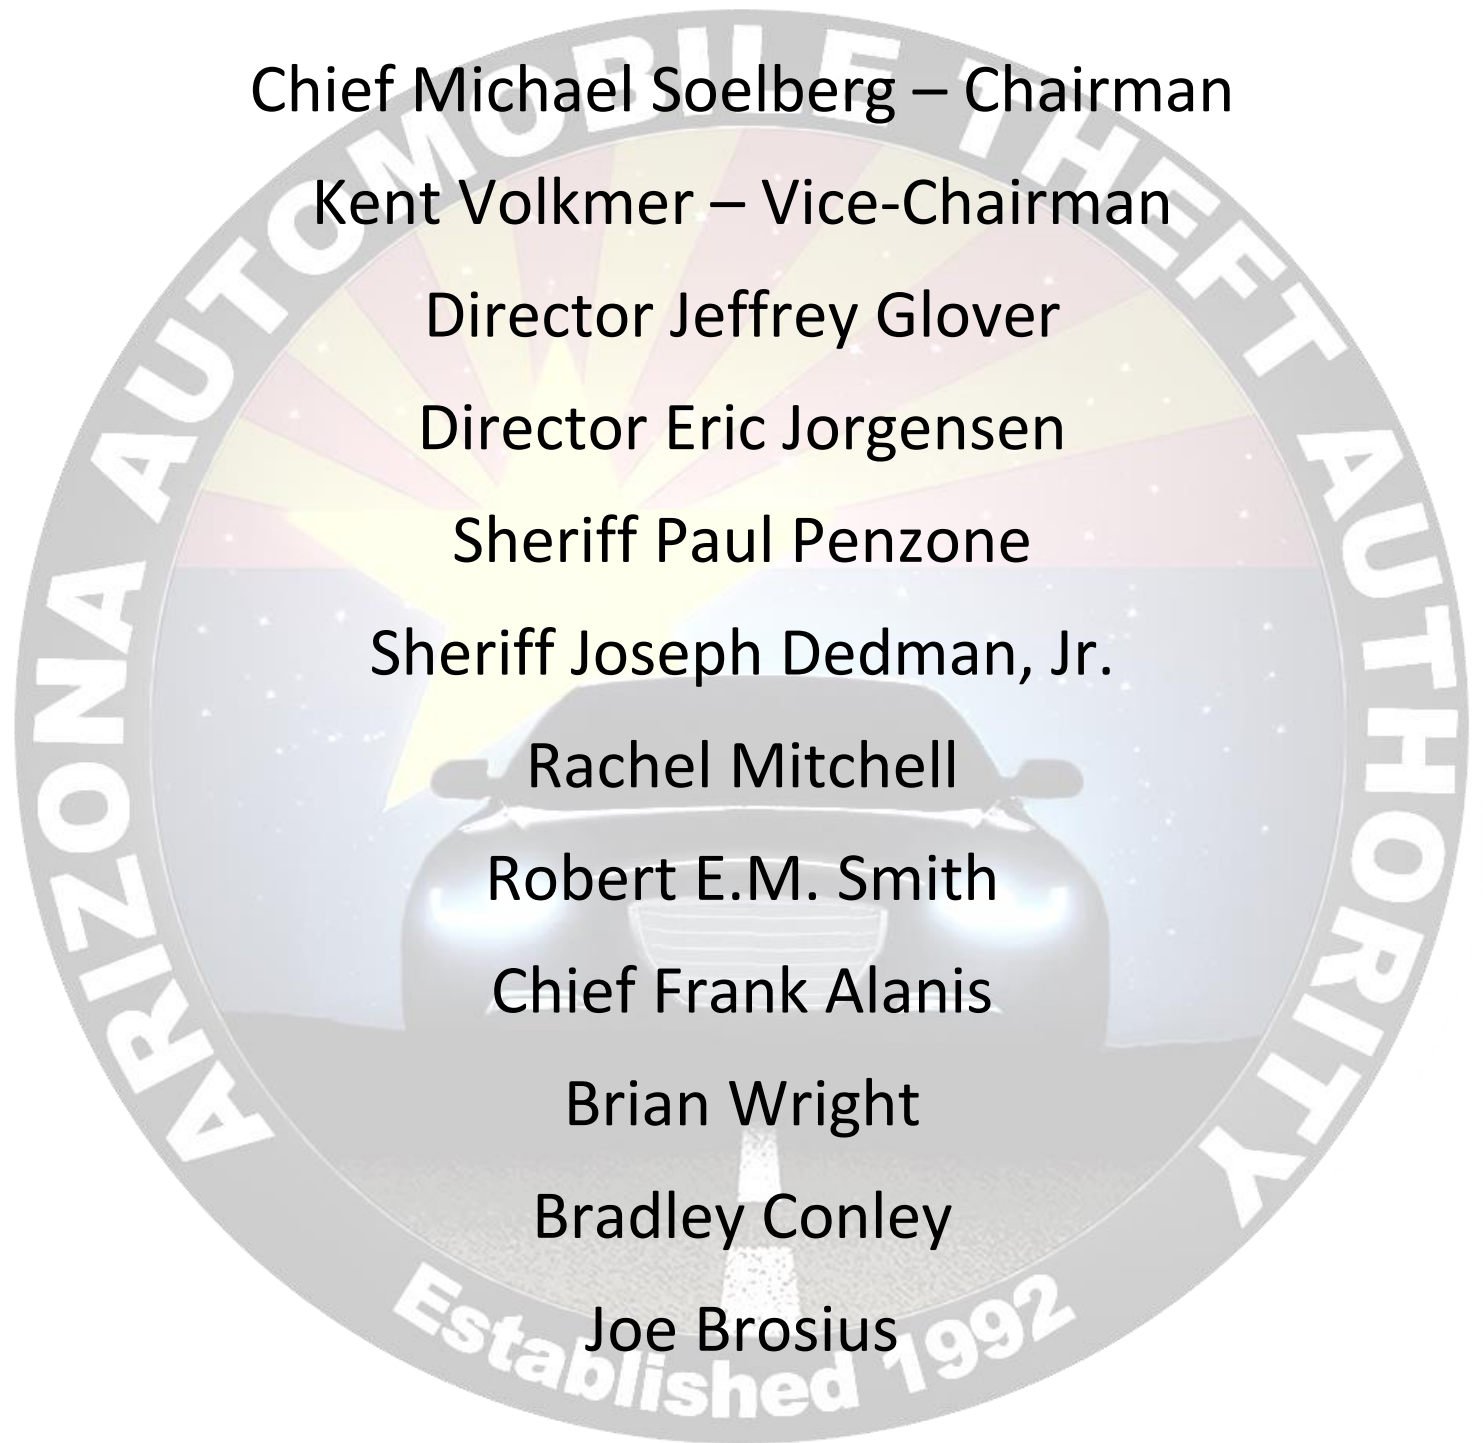 Chief Michael Soelberg – Chairman
Kent Volkmer – Vice-Chairman
Director Jeffrey Glover
Director Eric Jorgensen
Sheriff Paul Penzone
Sheriff Joseph Dedman, Jr.
Rachel Mitchell
Robert E.M. Smith
Chief Frank Alanis
Brian Wright
Bradley Conley
Joe Brosius
ARIZONA AUTOMOBILE THEFT AUTHORITY
Established 1992